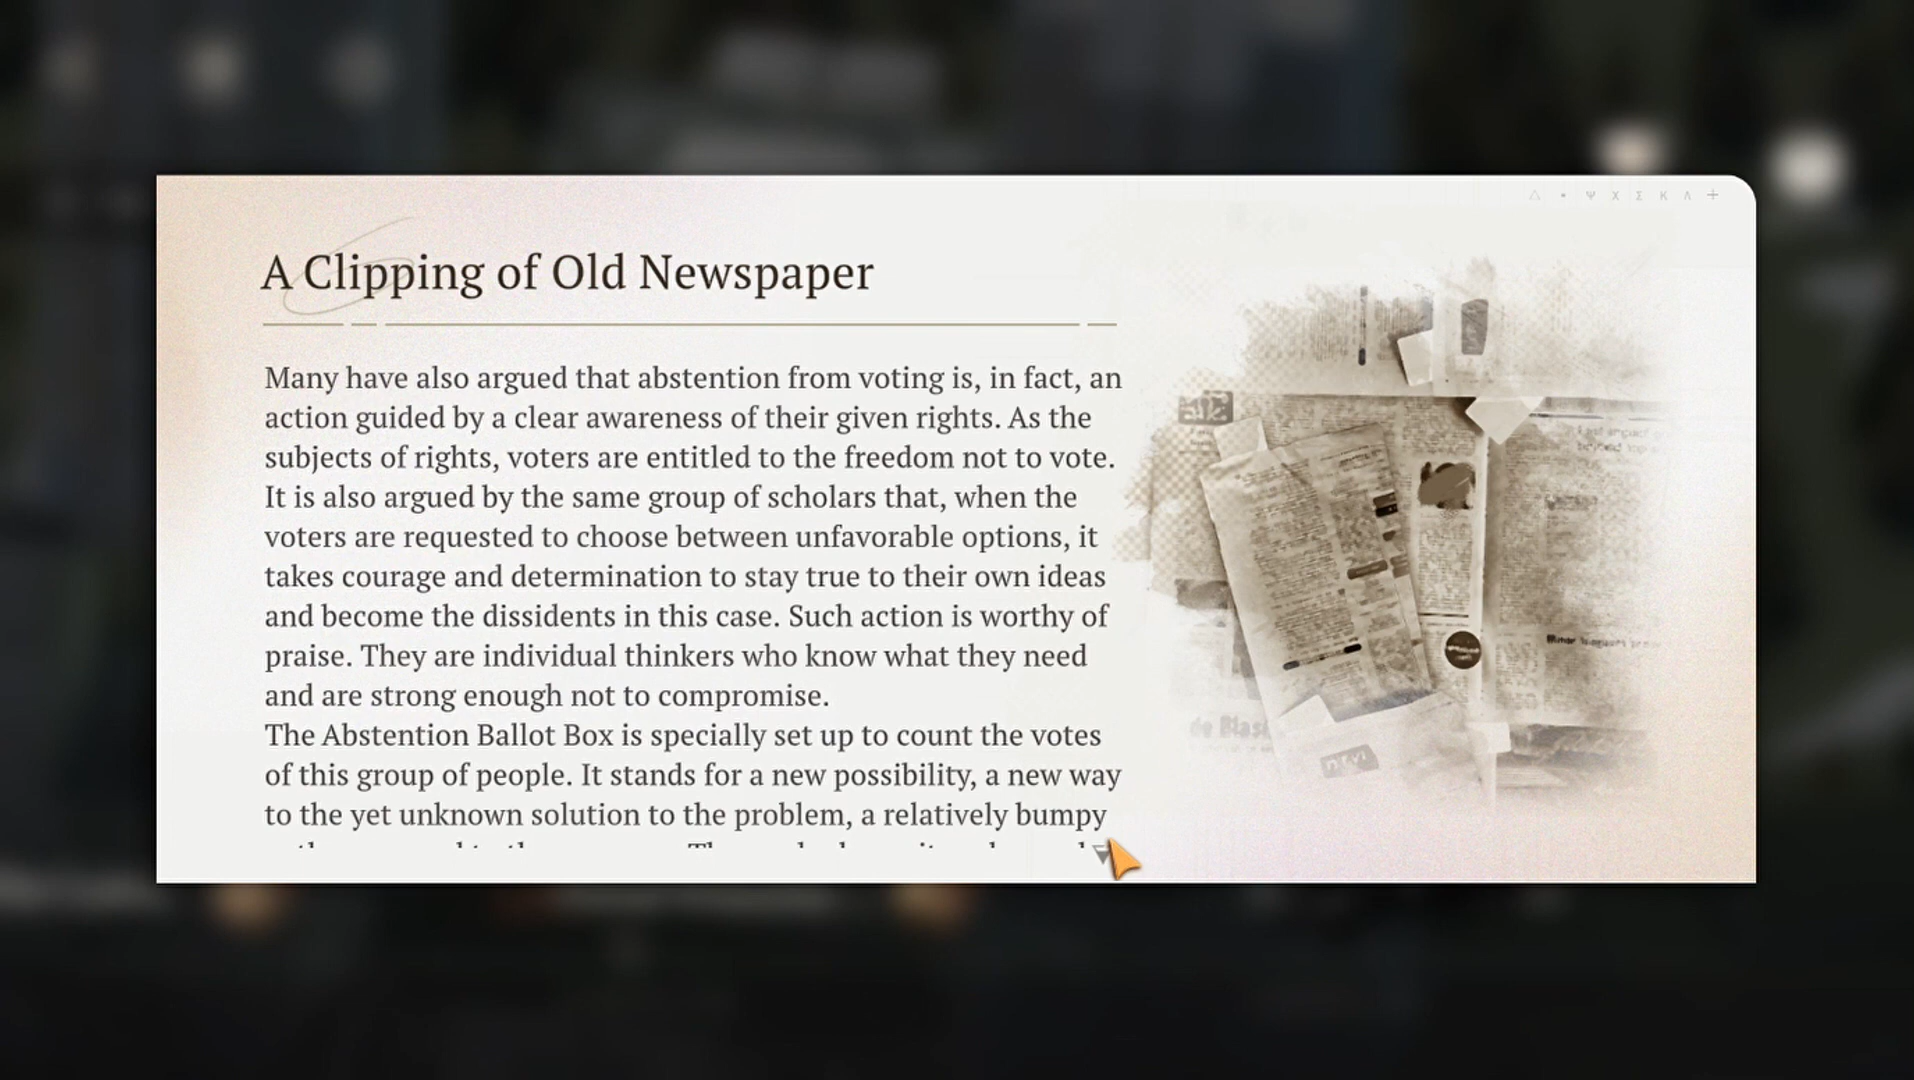 A Clipping of Old Newspaper
Many have also argued that abstention from voting is, in fact, an
action guided by a clear awareness of their given rights. As the
subjects of rights, voters are entitled to the freedom not to vote.
It is also argued by the same group of scholars that, when the
voters are requested to choose between unfavorable options, it
takes courage and determination to stay true to their own ideas
and become the dissidents in this case. Such action is worthy of
praise. They are individual thinkers who know what they need
and are strong enough not to compromise.
The Abstention Ballot Box is specially set up to count the votes
of this group of people. It stands for a new possibility, a new way
to the yet unknown solution to the problem, a relatively bumpy